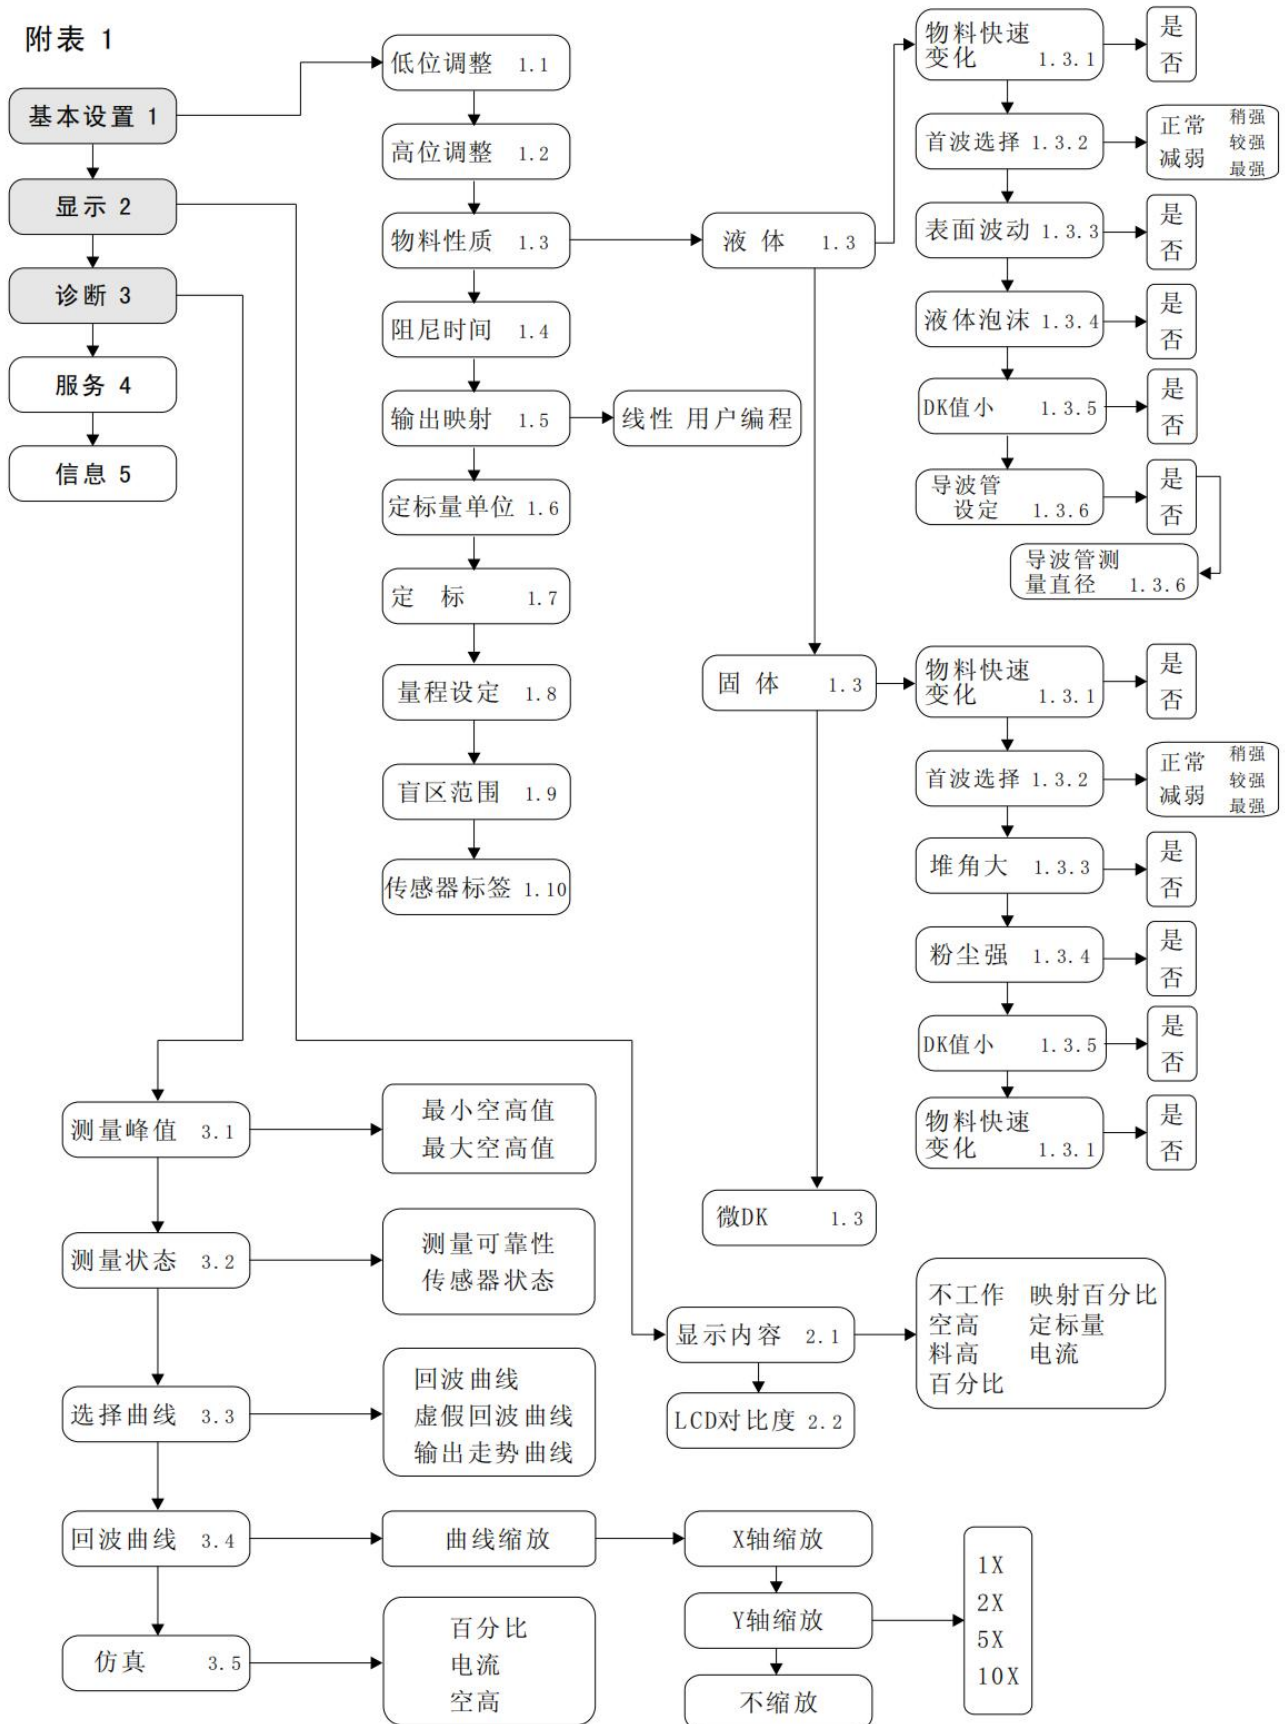 附表 1
基本设置 1
显示 2
诊断 3
服务 4
信息 5
低位调整 1.1
高位调整 1.2
物料性质 1.3
阻尼时间 1.4
输出映射 1.5
线性 用户编程
定标量单位 1.6
定 标 1.7
量程设定 1.8
盲区范围 1.9
传感器标签 1.10
液 体 1.3
物料快速
变化 1.3.1
是
否
首波选择 1.3.2
正常 稍强
较强
减弱
最强
表面波动 1.3.3
是
否
液体泡沫 1.3.4
是
否
DK值小 1.3.5
是
否
导波管
设定 1.3.6
是
否
导波管测
量直径 1.3.6
固 体 1.3
物料快速
变化 1.3.1
是
否
首波选择 1.3.2
正常 稍强
较强
减弱
最强
堆角大 1.3.3
是
否
粉尘强 1.3.4
是
否
DK值小 1.3.5
是
否
物料快速
变化 1.3.1
是
否
微DK 1.3
显示内容 2.1
不工作 映射百分比
空高 定标量
料高 电流
百分比
LCD对比度 2.2
测量峰值 3.1
最小空高值
最大空高值
测量状态 3.2
测量可靠性
传感器状态
选择曲线 3.3
回波曲线
虚假回波曲线
输出走势曲线
回波曲线 3.4
曲线缩放
X轴缩放
Y轴缩放
不缩放
1X
2X
5X
10X
仿真 3.5
百分比
电流
空高